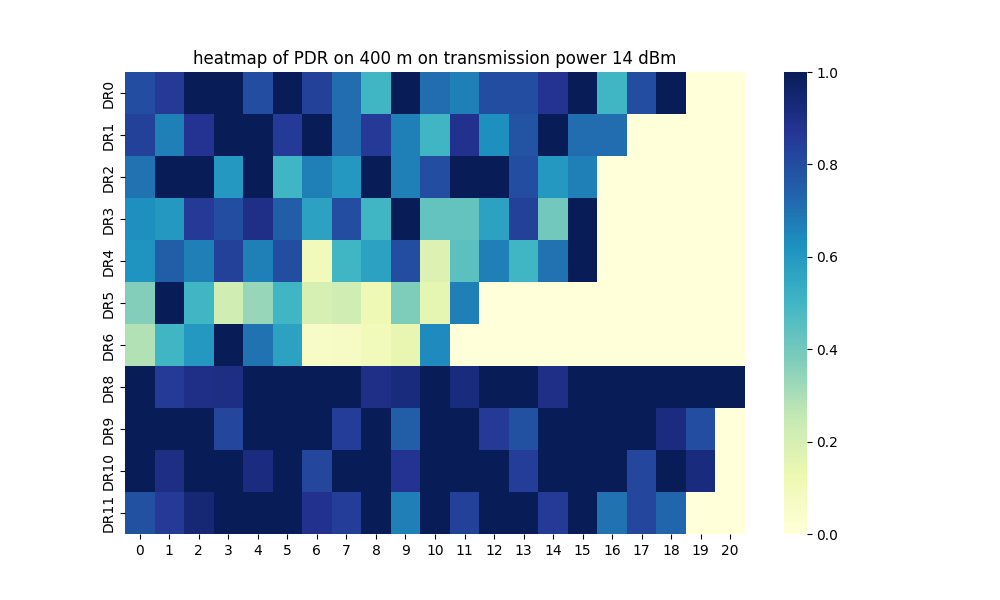 heatmap of PDR on 400 m on transmission power 14 dBm
DR0
DR1
DR2
DR3
DR4
DR5
DR6
DR8
DR9
DR10
DR11
0 1 2 3 4 5 6 7 8 9 10 11 12 13 14 15 16 17 18 19 20
1.0
0.8
0.6
0.4
0.2
0.0